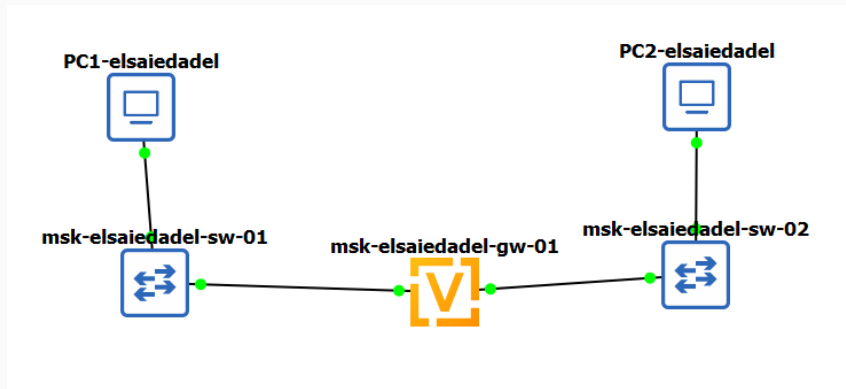 PC1-elsaiedadel
PC2-elsaiedadel
msk-elsaiedadel-sw-01
msk-elsaiedadel-gw-01
msk-elsaiedadel-sw-02
V